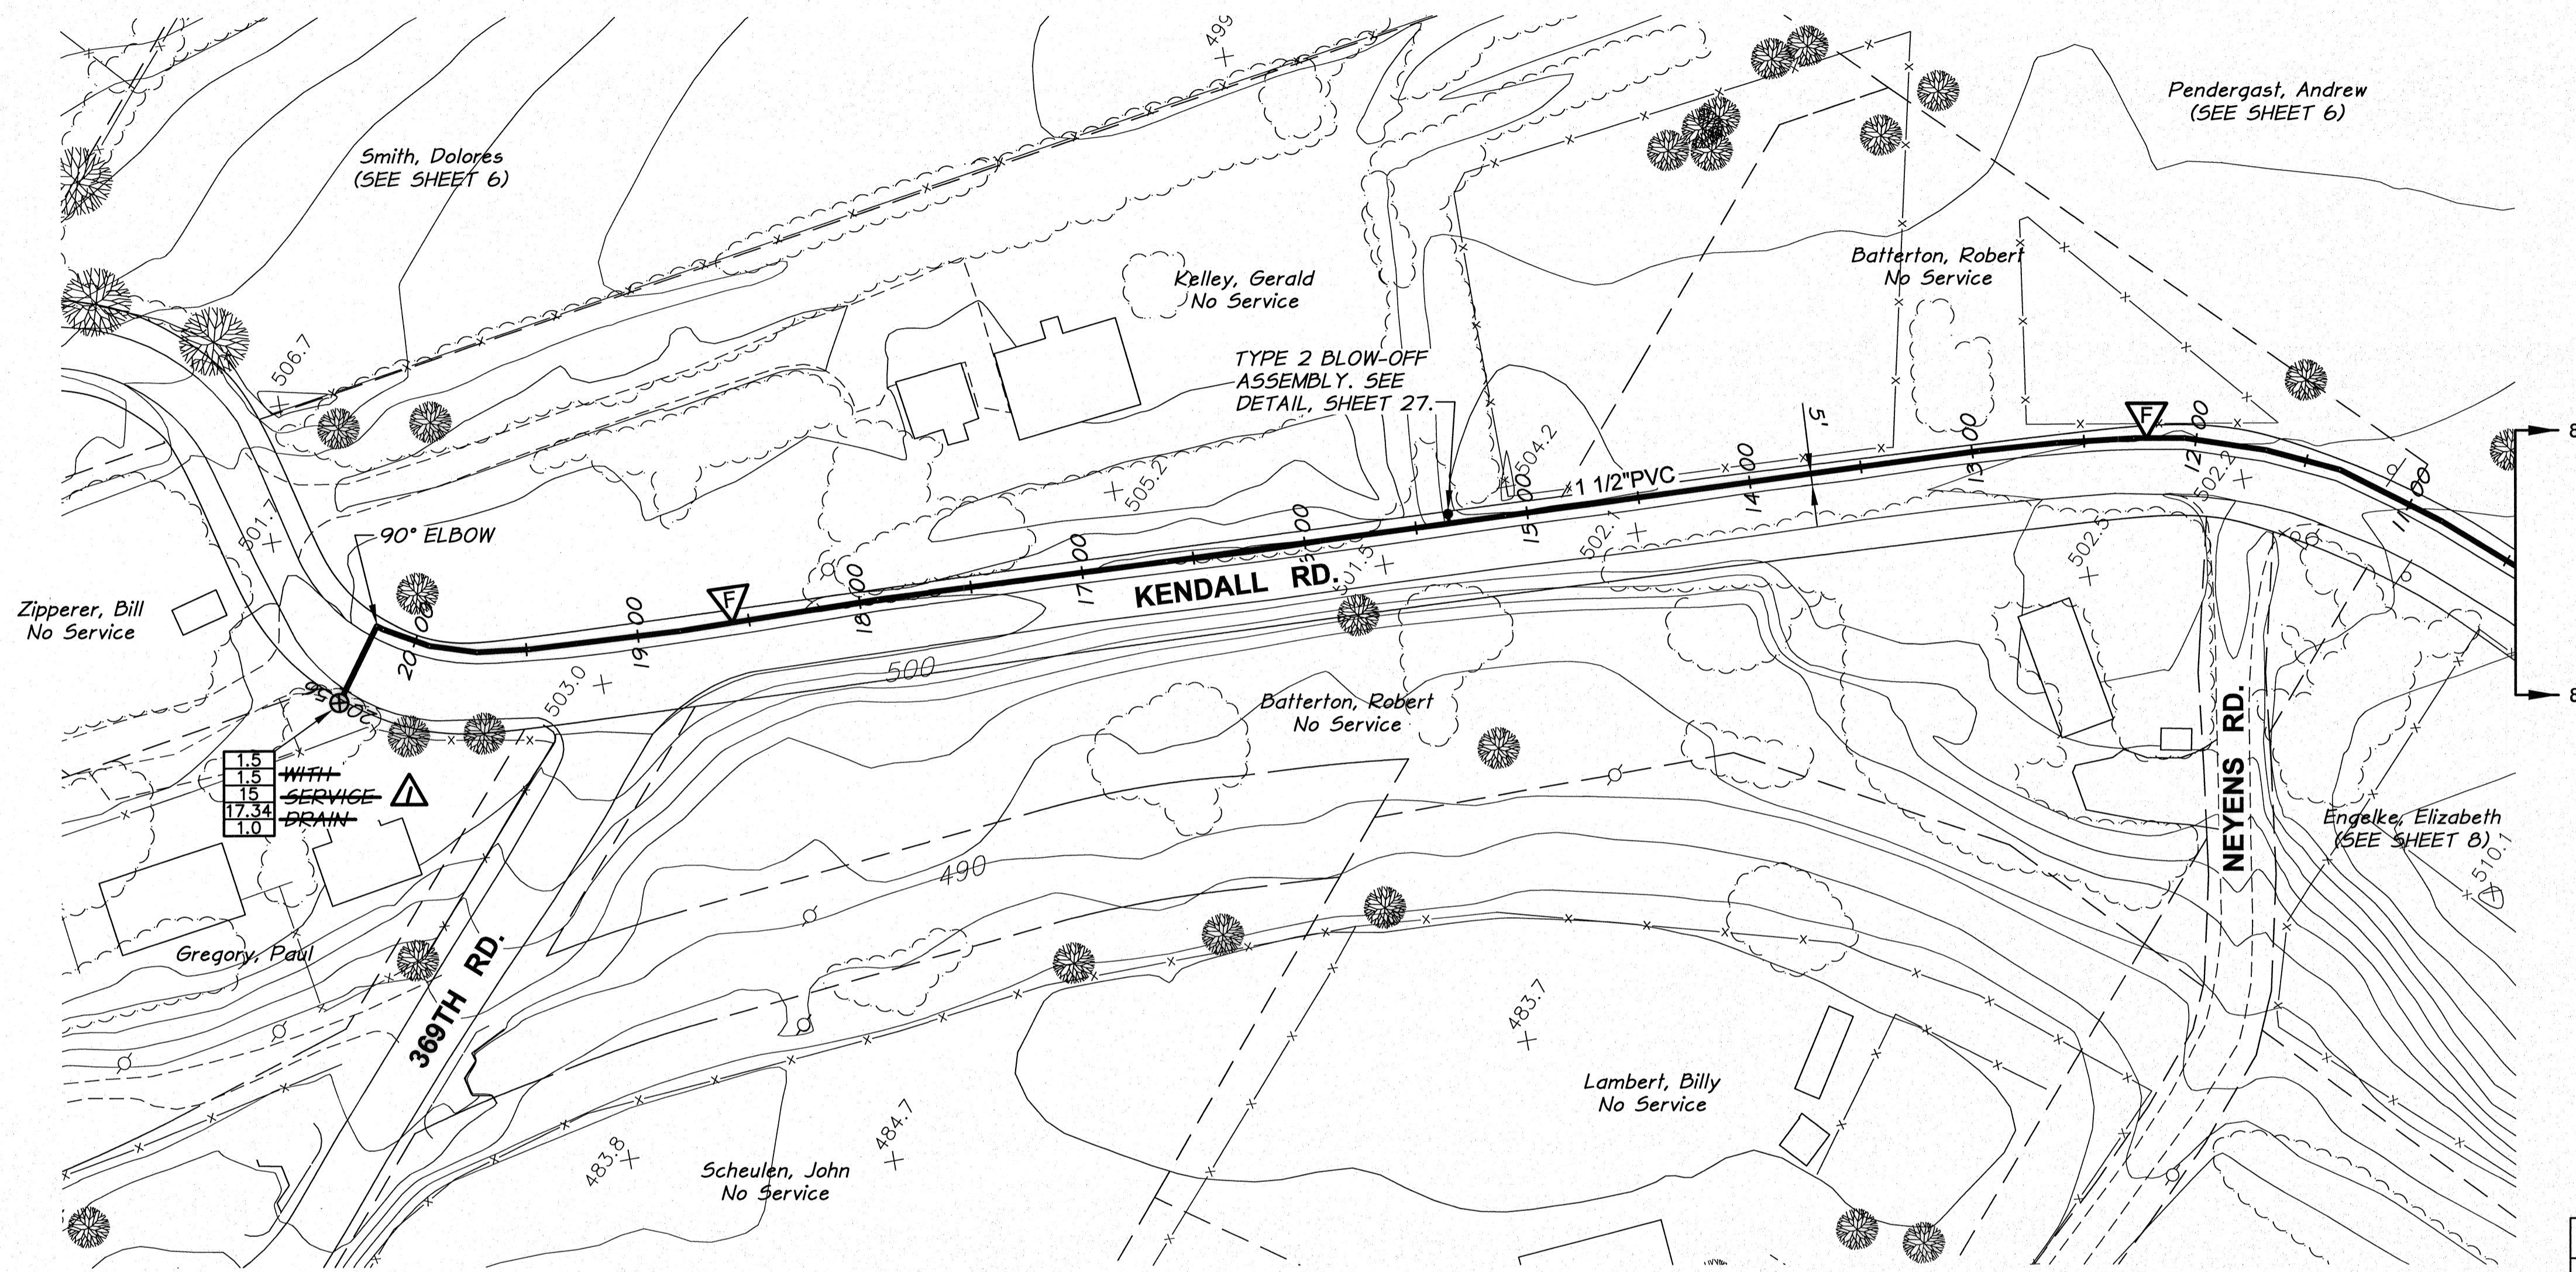 499
Pendergast, Andrew
(SEE SHEET 6)
Smith, Dolores
(SEE SHEET 6)
Batterton, Robert
No Service
Kelley, Gerald
No Service
506.7
TYPE 2 BLOW-OFF
ASSEMBLY. SEE
DETAIL, SHEET 27.
5'
F
12+00
502.2
11+00
8
504.2
1 1/2"PVC
15+00
14+00
13+00
505.2
501.7
90° ELBOW
502.1
502.5
501.5
16+00
17+00
18+00
19+00
20+00
F
KENDALL RD.
Zipperer, Bill
No Service
503.0
500
Batterton, Robert
No Service
NEYENS RD.
8
1.5
1.5
15
17.34
1.0
WITH
SERVICE
DRAIN
1
490
Engelke, Elizabeth
(SEE SHEET 8)
510.1
Gregory, Paul
369TH RD.
483.7
Lambert, Billy
No Service
484.7
483.8
Scheulen, John
No Service